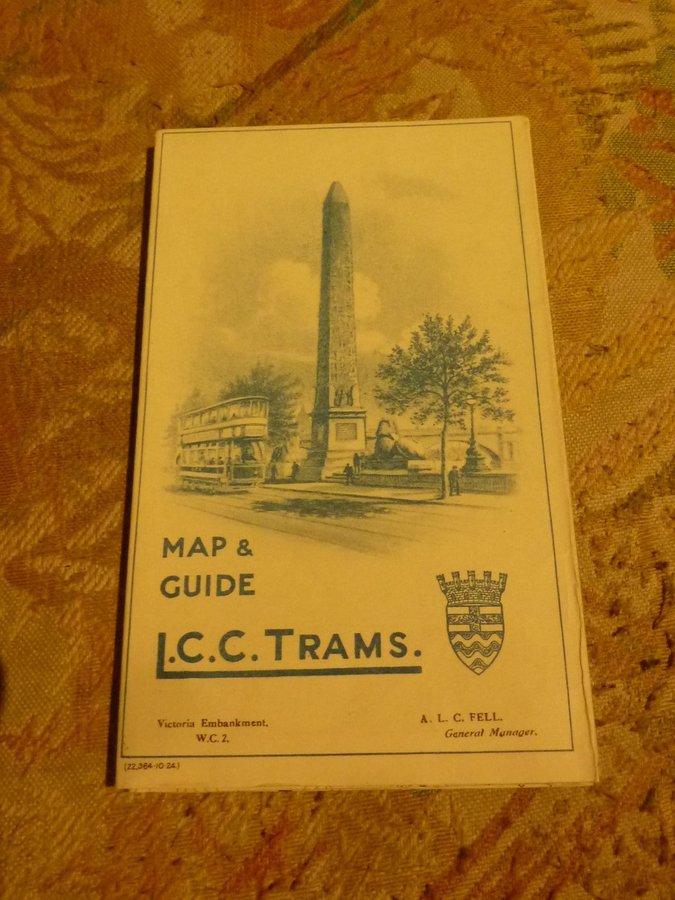 MAP &
GUIDE
L.C.C. TRAMS.
Victoria Embankment,
W.C. 2.
A. L. C. FELL,
General Manager.
(22,364-10-24.)